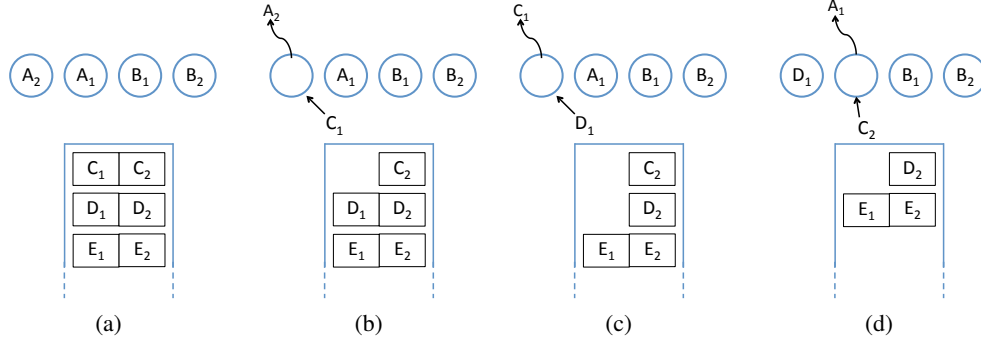 A₂ C₁ A₁
A₂ A₁ B₁ B₂ A₁ B₁ B₂ A₁ B₁ B₂ D₁ B₁ B₂
C₁ D₁ C₂
C₁ C₂ C₂ C₂ D₂
D₁ D₂ D₁ D₂ D₂ E₁ E₂
E₁ E₂ E₁ E₂ E₁ E₂
(a) (b) (c) (d)